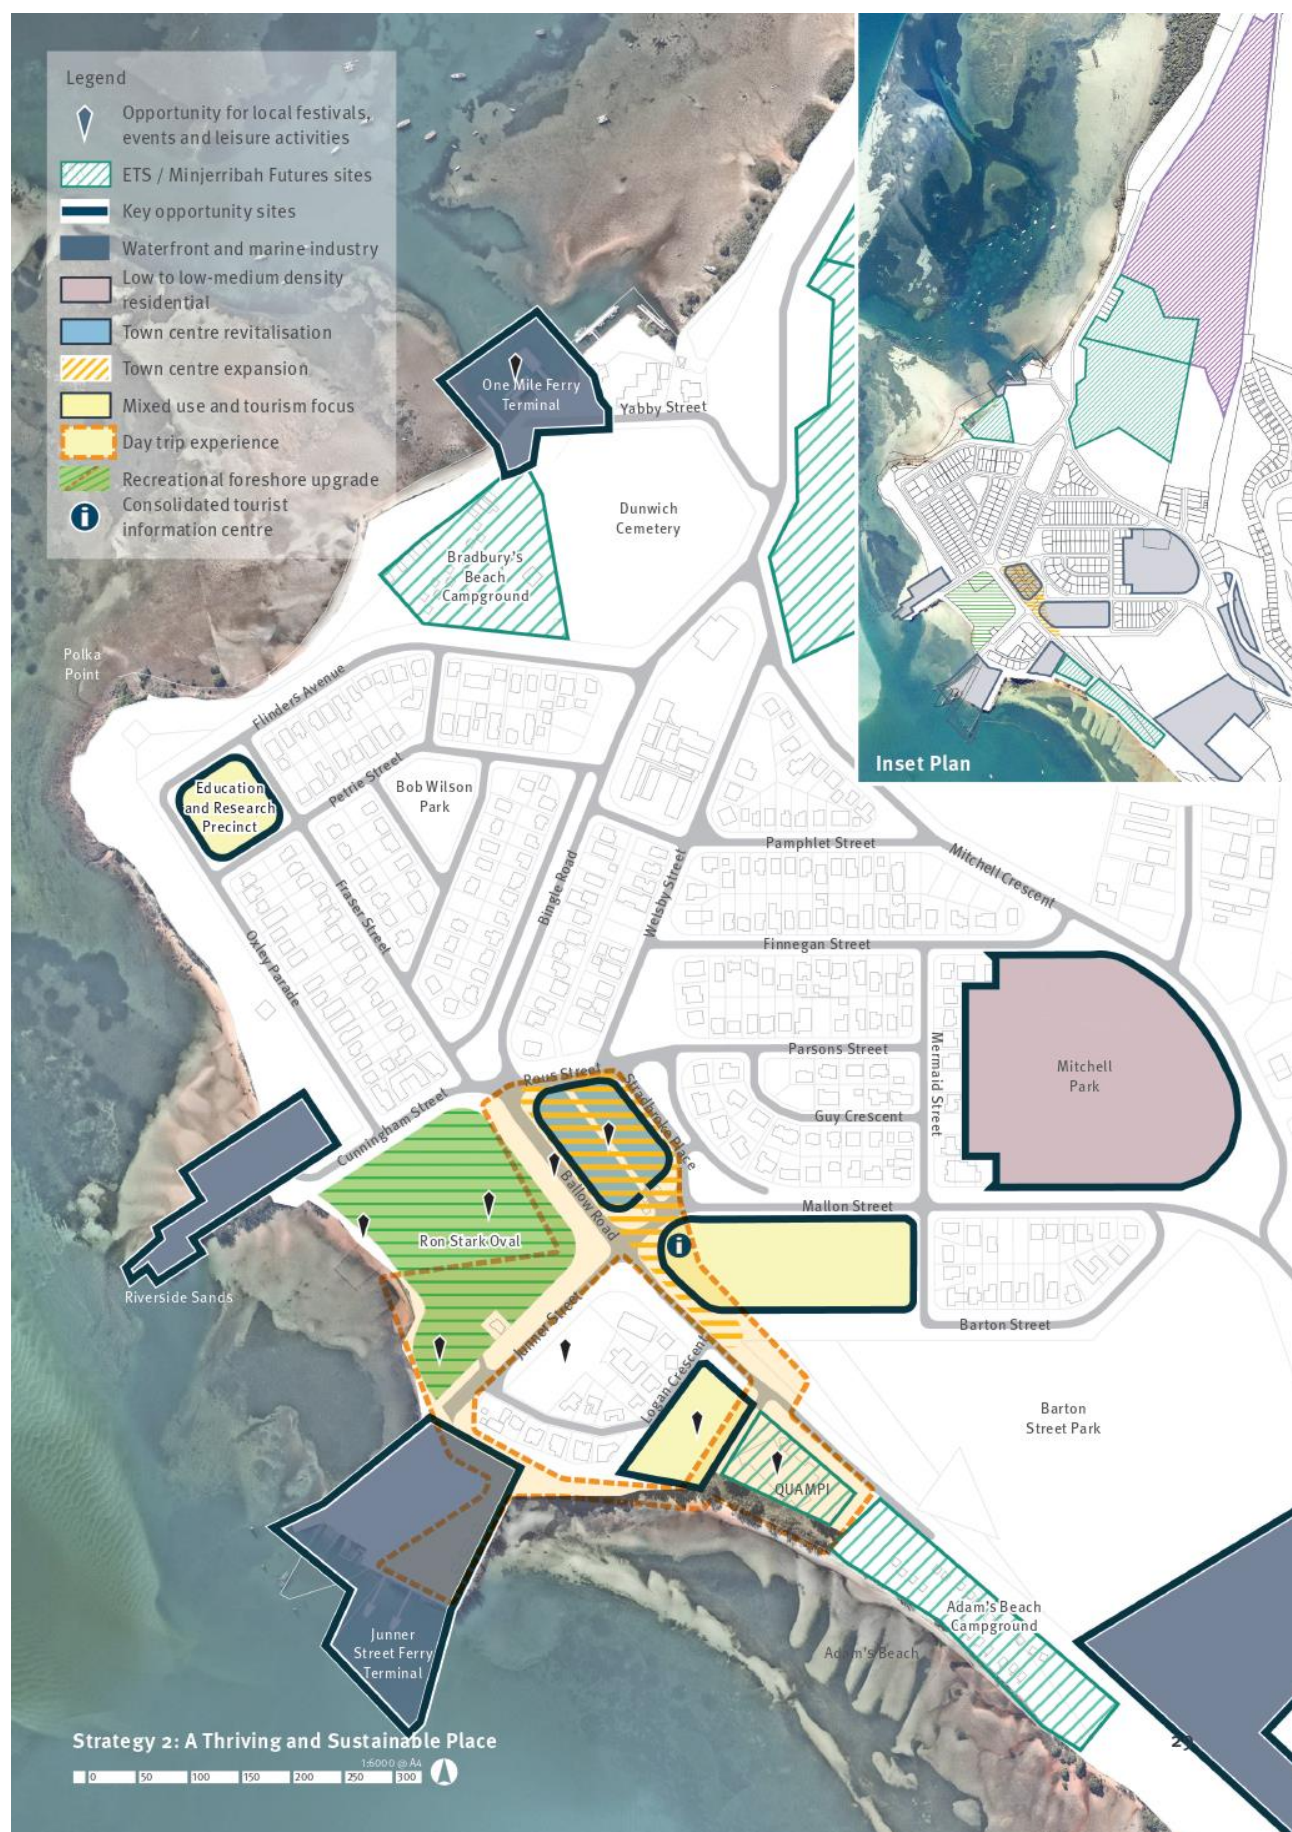 Legend
Opportunity for local festivals,
events and leisure activities
ETS / Minjerribah Futures sites
Key opportunity sites
Waterfront and marine industry
Low to low-medium density
residential
Town centre revitalisation
Town centre expansion
Mixed use and tourism focus
Day trip experience
Recreational foreshore upgrade
Consolidated tourist
information centre
i
Inset Plan
One Mile Ferry
Terminal
Yabby Street
Dunwich
Cemetery
Bradbury's
Beach
Campground
Polka
Point
Flinders Avenue
Education
and Research
Precinct
Petrie Street
Bob Wilson
Park
Fraser Street
Oxley Parade
Bingle Road
Welsby Street
Pamphlet Street
Mitchell Crescent
Finnegan Street
Parsons Street
Mermaid Street
Mitchell
Park
Guy Crescent
Rous Street
Stradbroke Place
Cunningham Street
Ballow Road
Mallon Street
Ron Stark Oval
i
Riverside Sands
Junner Street
Barton Street
Logan Crescent
Barton
Street Park
QUAMPI
Adam's Beach
Campground
Adam's Beach
Junner
Street Ferry
Terminal
29
Strategy 2: A Thriving and Sustainable Place
1:6000 @ A4
0 50 100 150 200 250 300